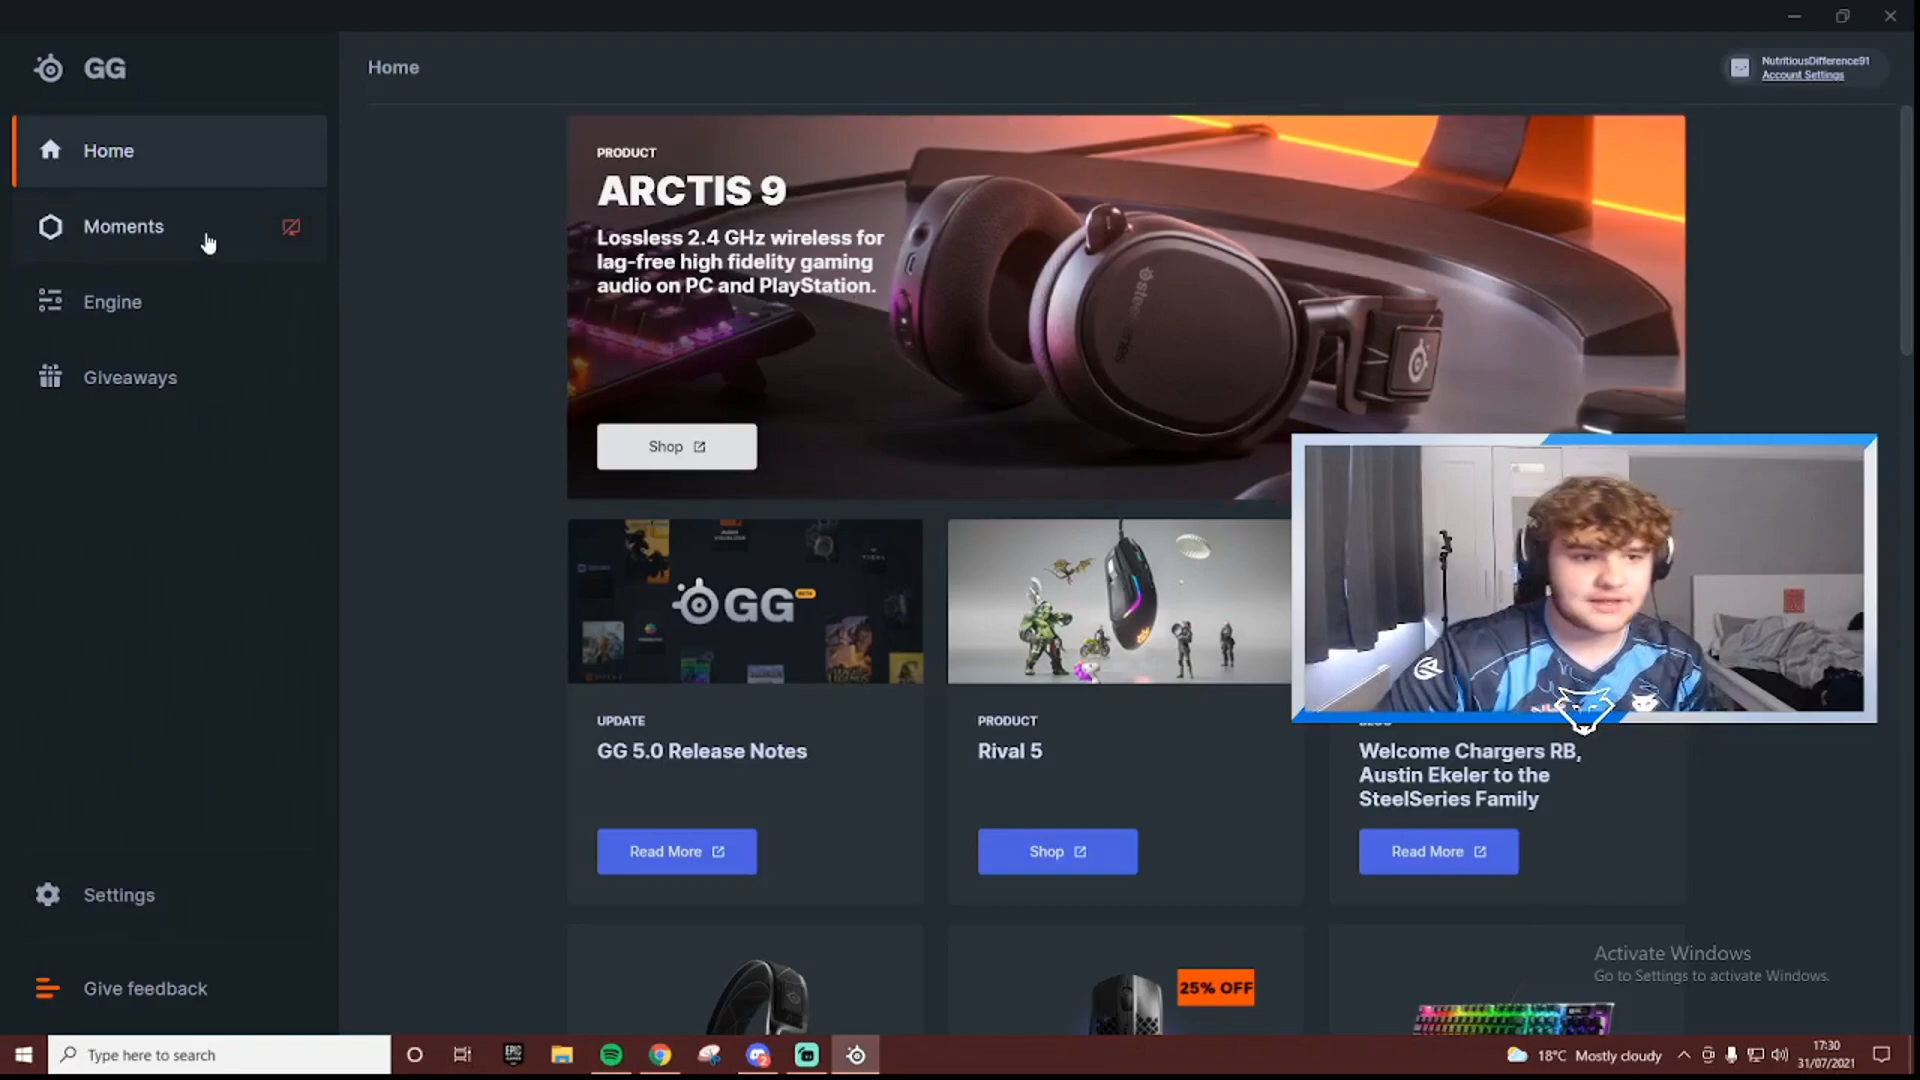 GG
Home
Moments
Engine
Giveaways
Settings
Give feedback
Home
NutritiousDifference91
Account Settings
PRODUCT
ARCTIS 9
Lossless 2.4 GHz wireless for
lag-free high fidelity gaming
audio on PC and PlayStation.
Shop
GG
UPDATE
GG 5.0 Release Notes
Read More
PRODUCT
Rival 5
Shop
Welcome Chargers RB,
Austin Ekeler to the
SteelSeries Family
Read More
25% OFF
Activate Windows
Go to Settings to activate Windows.
Type here to search
EPIC
18°C Mostly cloudy
17:30
31/07/2021